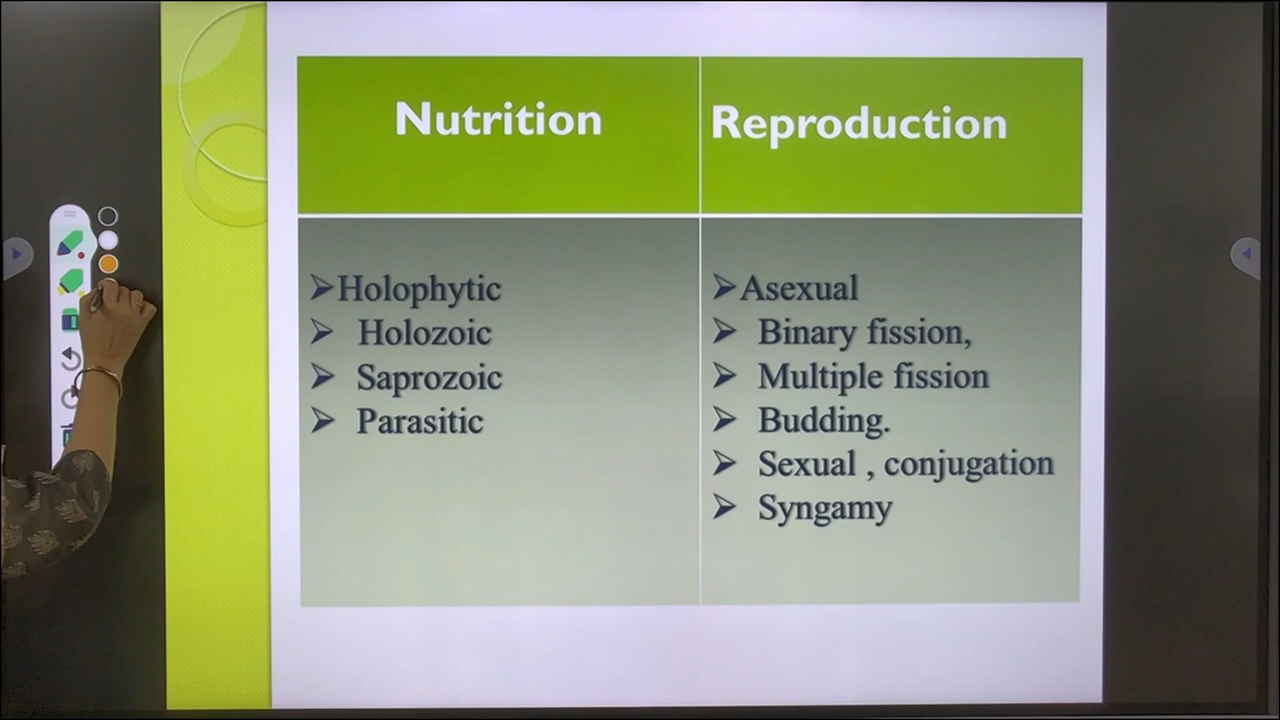 Nutrition
Reproduction
➢Holophytic
➢ Holozoic
➢ Saprozoic
➢ Parasitic
➢Asexual
➢ Binary fission,
➢ Multiple fission
➢ Budding.
➢ Sexual , conjugation
➢ Syngamy